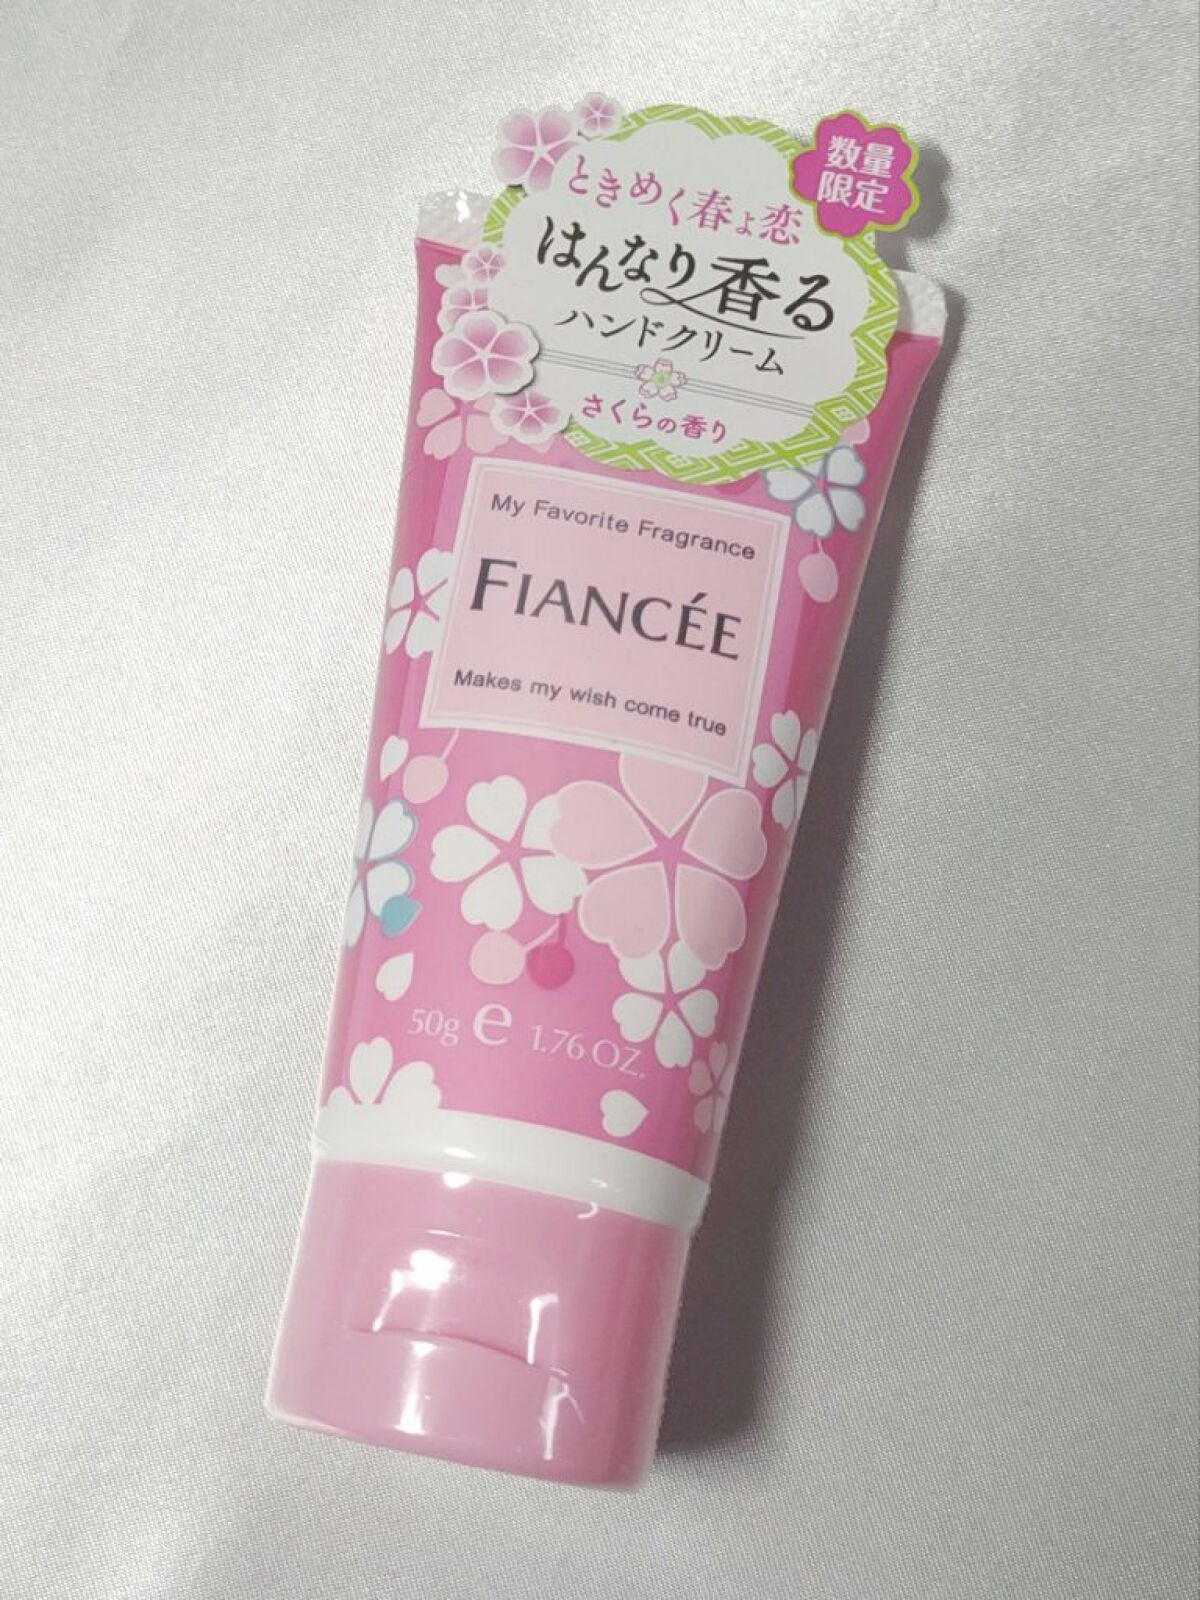 数量
限定
ときめく春よ恋
はんなり香る
ハンドクリーム
さくらの香り
My Favorite Fragrance
FIANCÉE
Makes my wish come true
50g e 1.76 OZ.